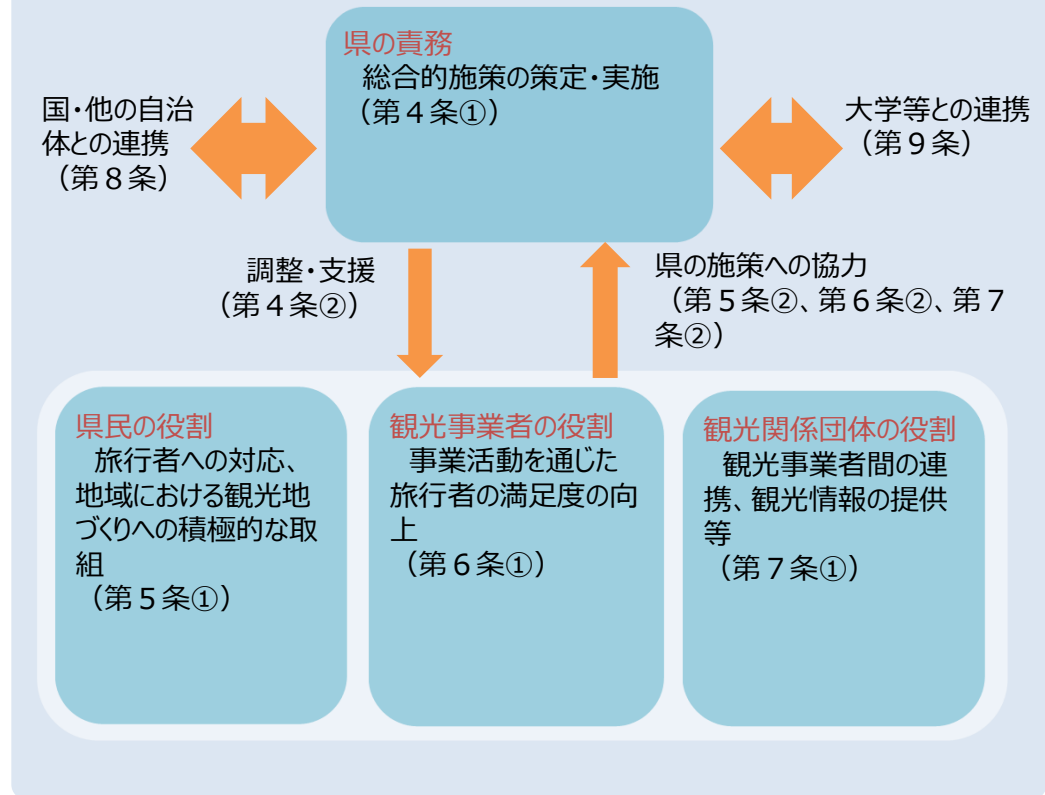 県の責務
総合的施策の策定・実施
（第４条①）
国・他の自治
体との連携
（第８条）
大学等との連携
（第９条）
調整・支援
（第４条②）
県の施策への協力
（第５条②、第６条②、第７
条②）
県民の役割
旅行者への対応、
地域における観光地
づくりへの積極的な取
組
（第５条①）
観光事業者の役割
事業活動を通じた
旅行者の満足度の向
上
（第６条①）
観光関係団体の役割
観光事業者間の連
携、観光情報の提供
等
（第７条①）